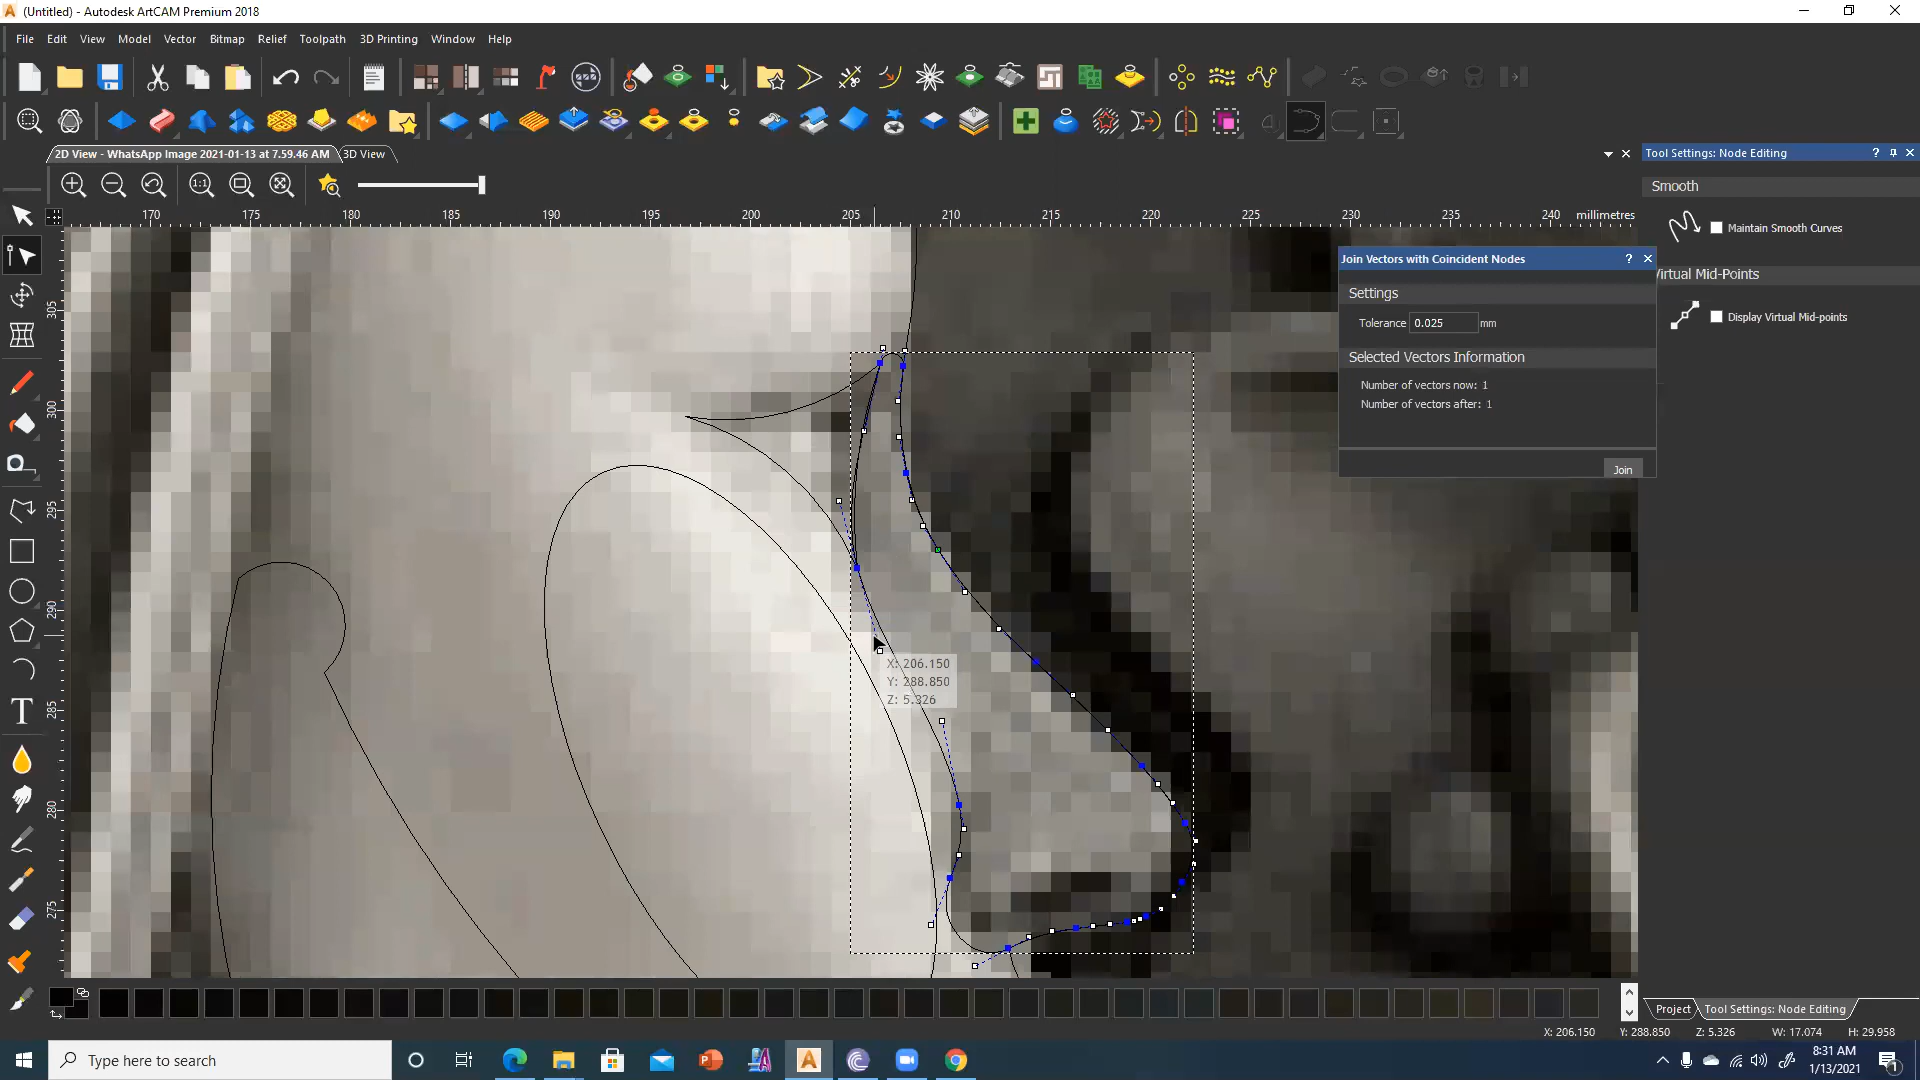 (Untitled) - Autodesk ArtCAM Premium 2018
File Edit View Model Vector Bitmap Relief Toolpath 3D Printing Window Help
2D View - WhatsApp Image 2021-01-13 at 7.59.46 AM 3D View
Tool Settings: Node Editing
1:1
Smooth
170 175 180 185 190 195 200 205 210 215 220 225 230 235 240 millimetres
Maintain Smooth Curves
Join Vectors with Coincident Nodes
Virtual Mid-Points
Settings
305
Tolerance 0.025 mm
Display Virtual Mid-points
Selected Vectors Information
Number of vectors now: 1
300
Number of vectors after: 1
Join
295
290
X: 206.150
Y: 288.850
Z: 5.326
285
280
275
Project Tool Settings: Node Editing
X: 206.150 Y: 288.850 Z: 5.326 W: 17.074 H: 29.958
Type here to search
8:31 AM
1/13/2021